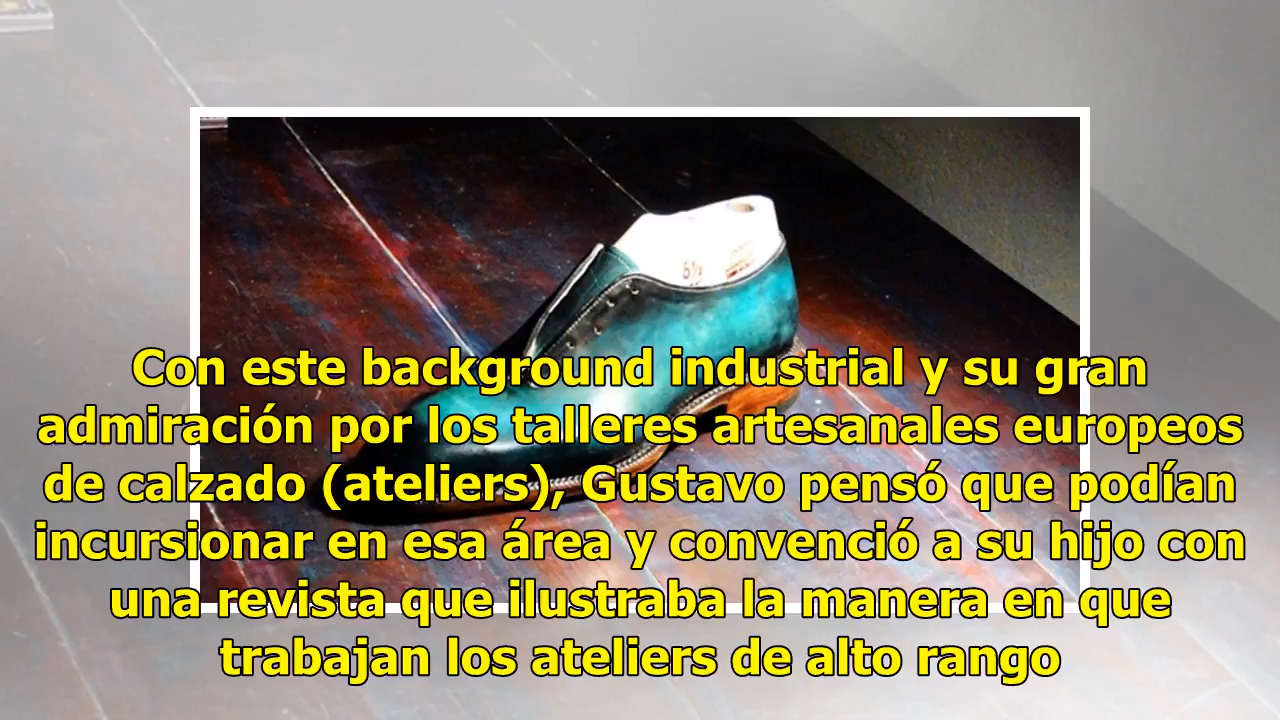 6½
Con este background industrial y su gran
admiración por los talleres artesanales europeos
de calzado (ateliers), Gustavo pensó que podían
incursionar en esa área y convenció a su hijo con
una revista que ilustraba la manera en que
trabajan los ateliers de alto rango